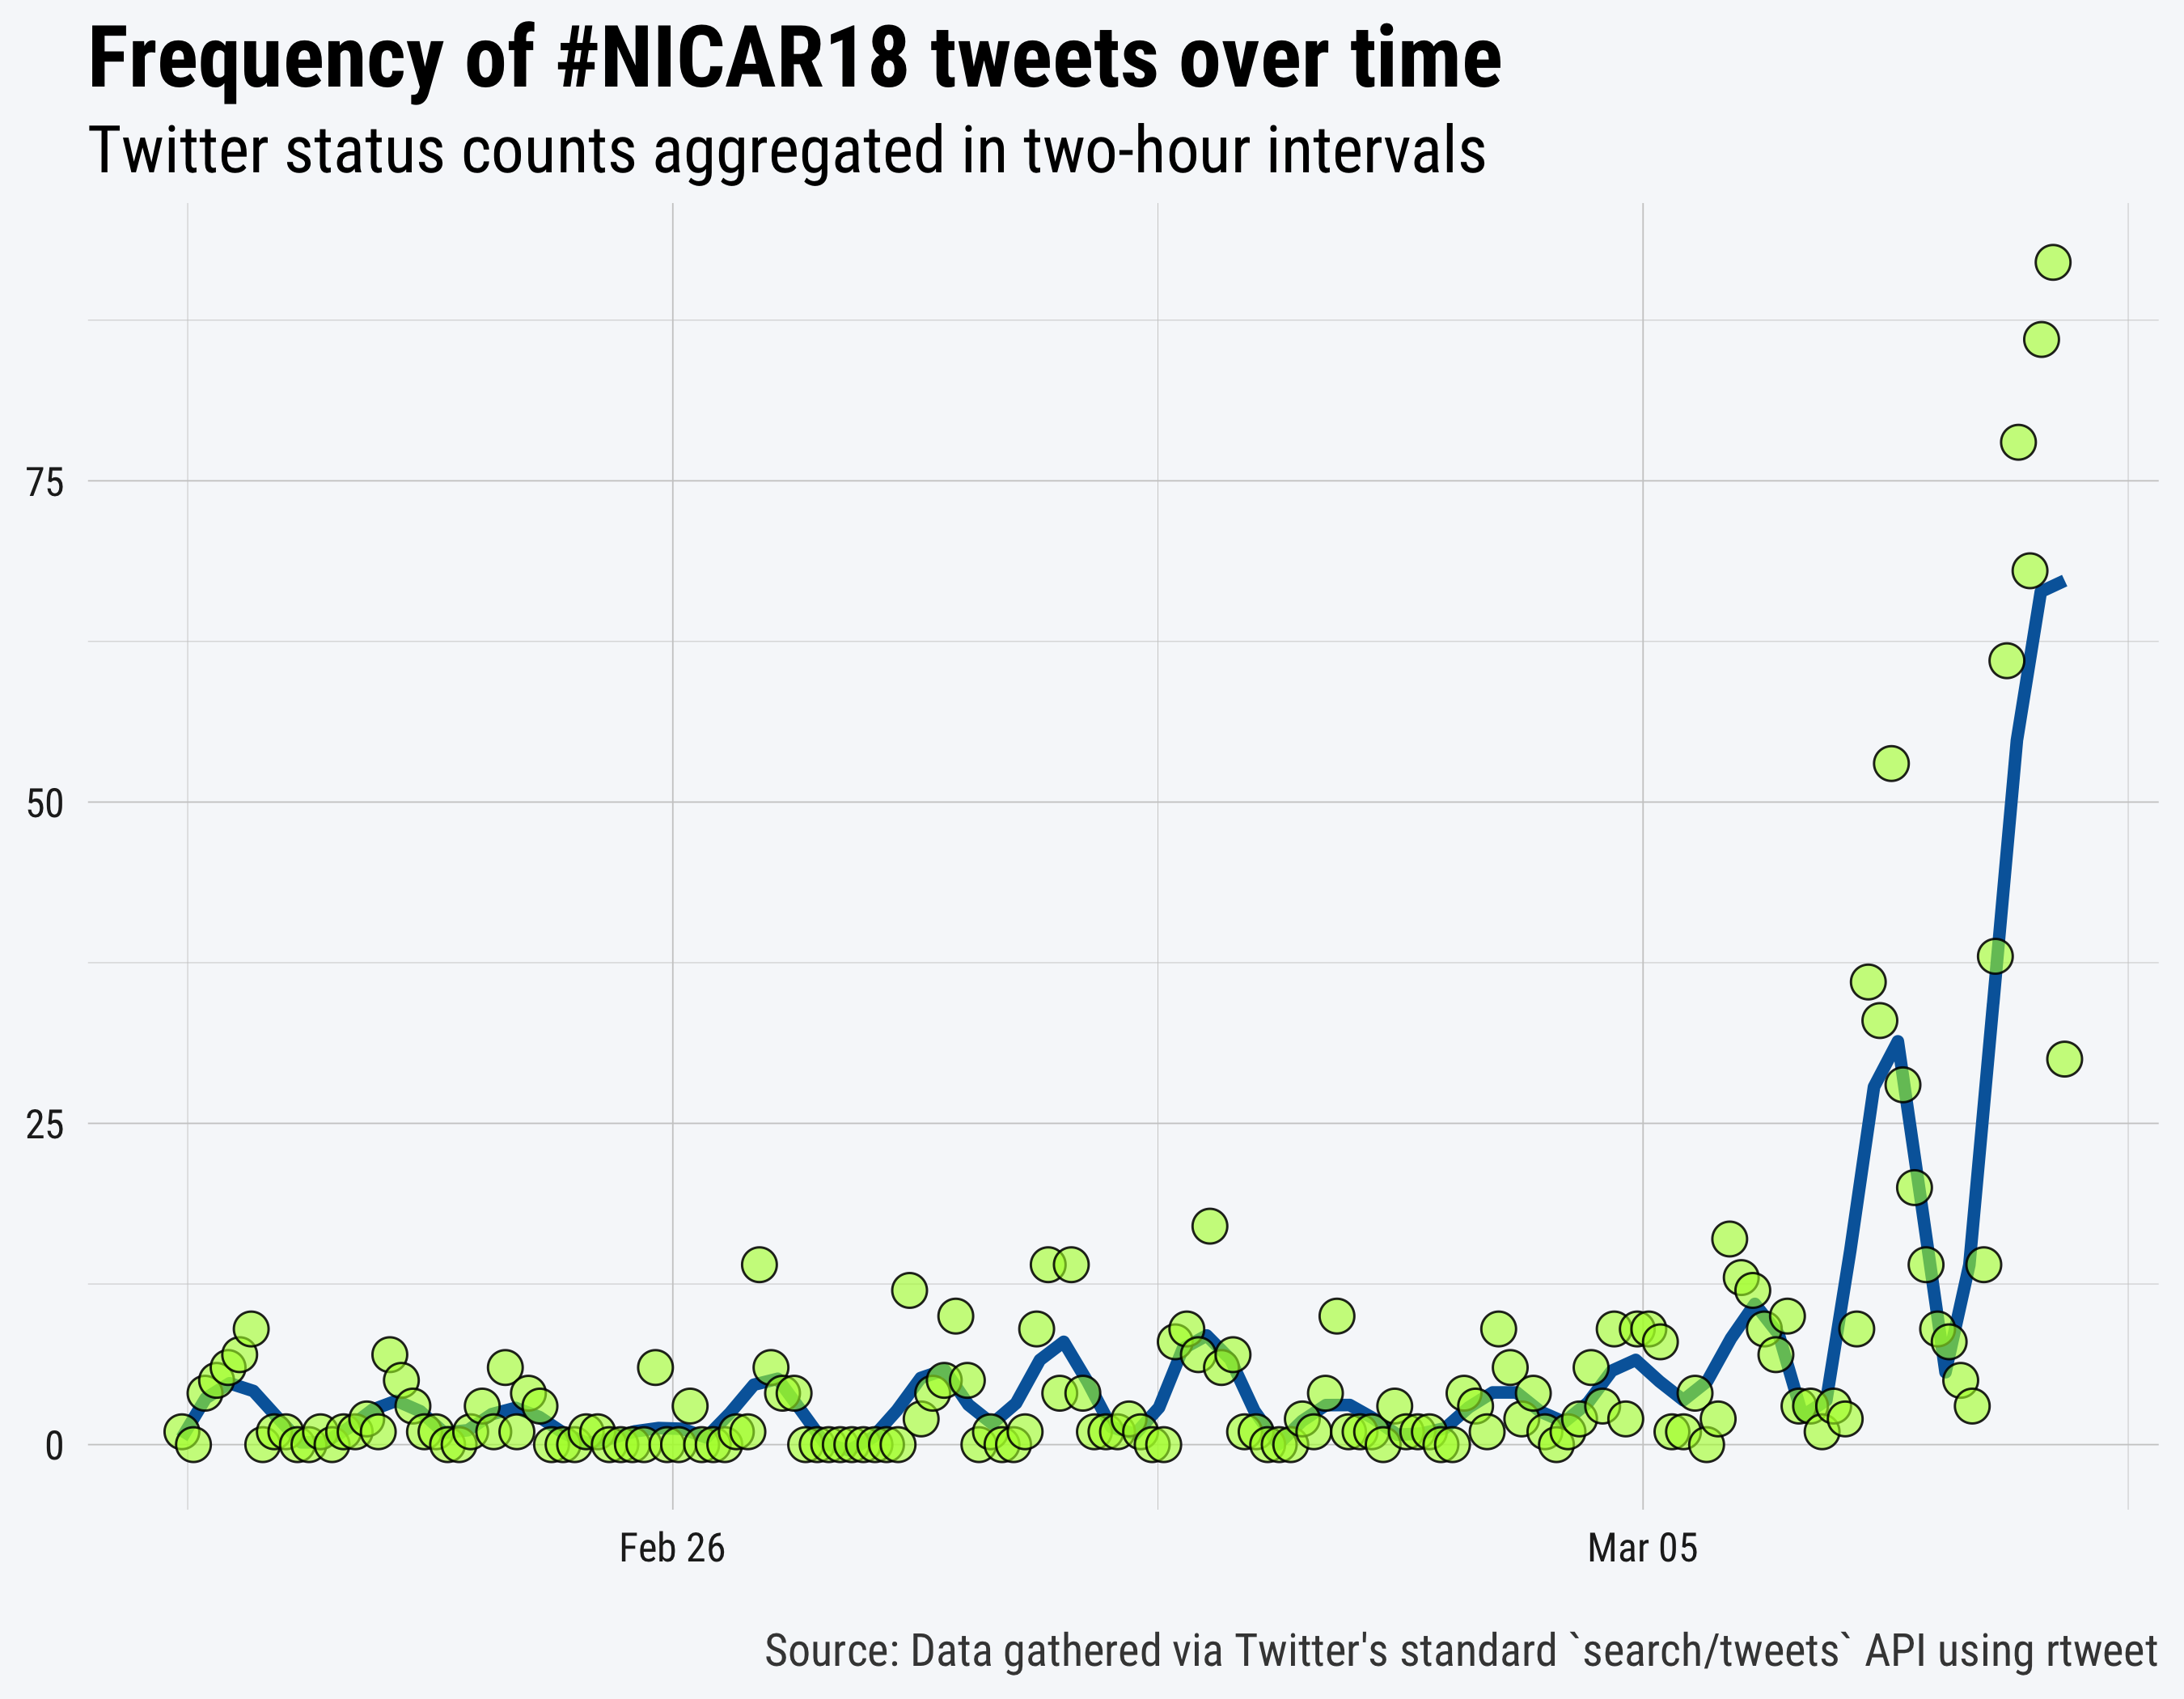 Frequency of #NICAR18 tweets over time
Twitter status counts aggregated in two-hour intervals
75
50
25
0
Feb 26
Mar 05
Source: Data gathered via Twitter's standard `search/tweets` API using rtweet